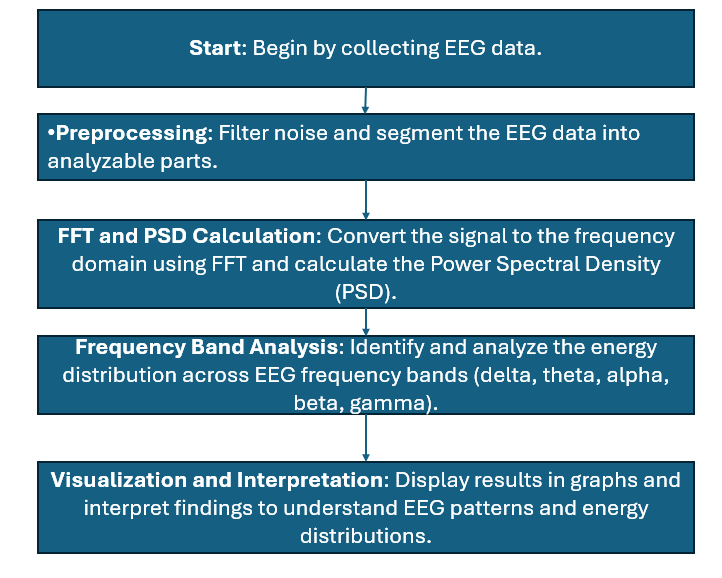 Start: Begin by collecting EEG data.
•Preprocessing: Filter noise and segment the EEG data into
analyzable parts.
FFT and PSD Calculation: Convert the signal to the frequency
domain using FFT and calculate the Power Spectral Density
(PSD).
Frequency Band Analysis: Identify and analyze the energy
distribution across EEG frequency bands (delta, theta, alpha,
beta, gamma).
Visualization and Interpretation: Display results in graphs and
interpret findings to understand EEG patterns and energy
distributions.